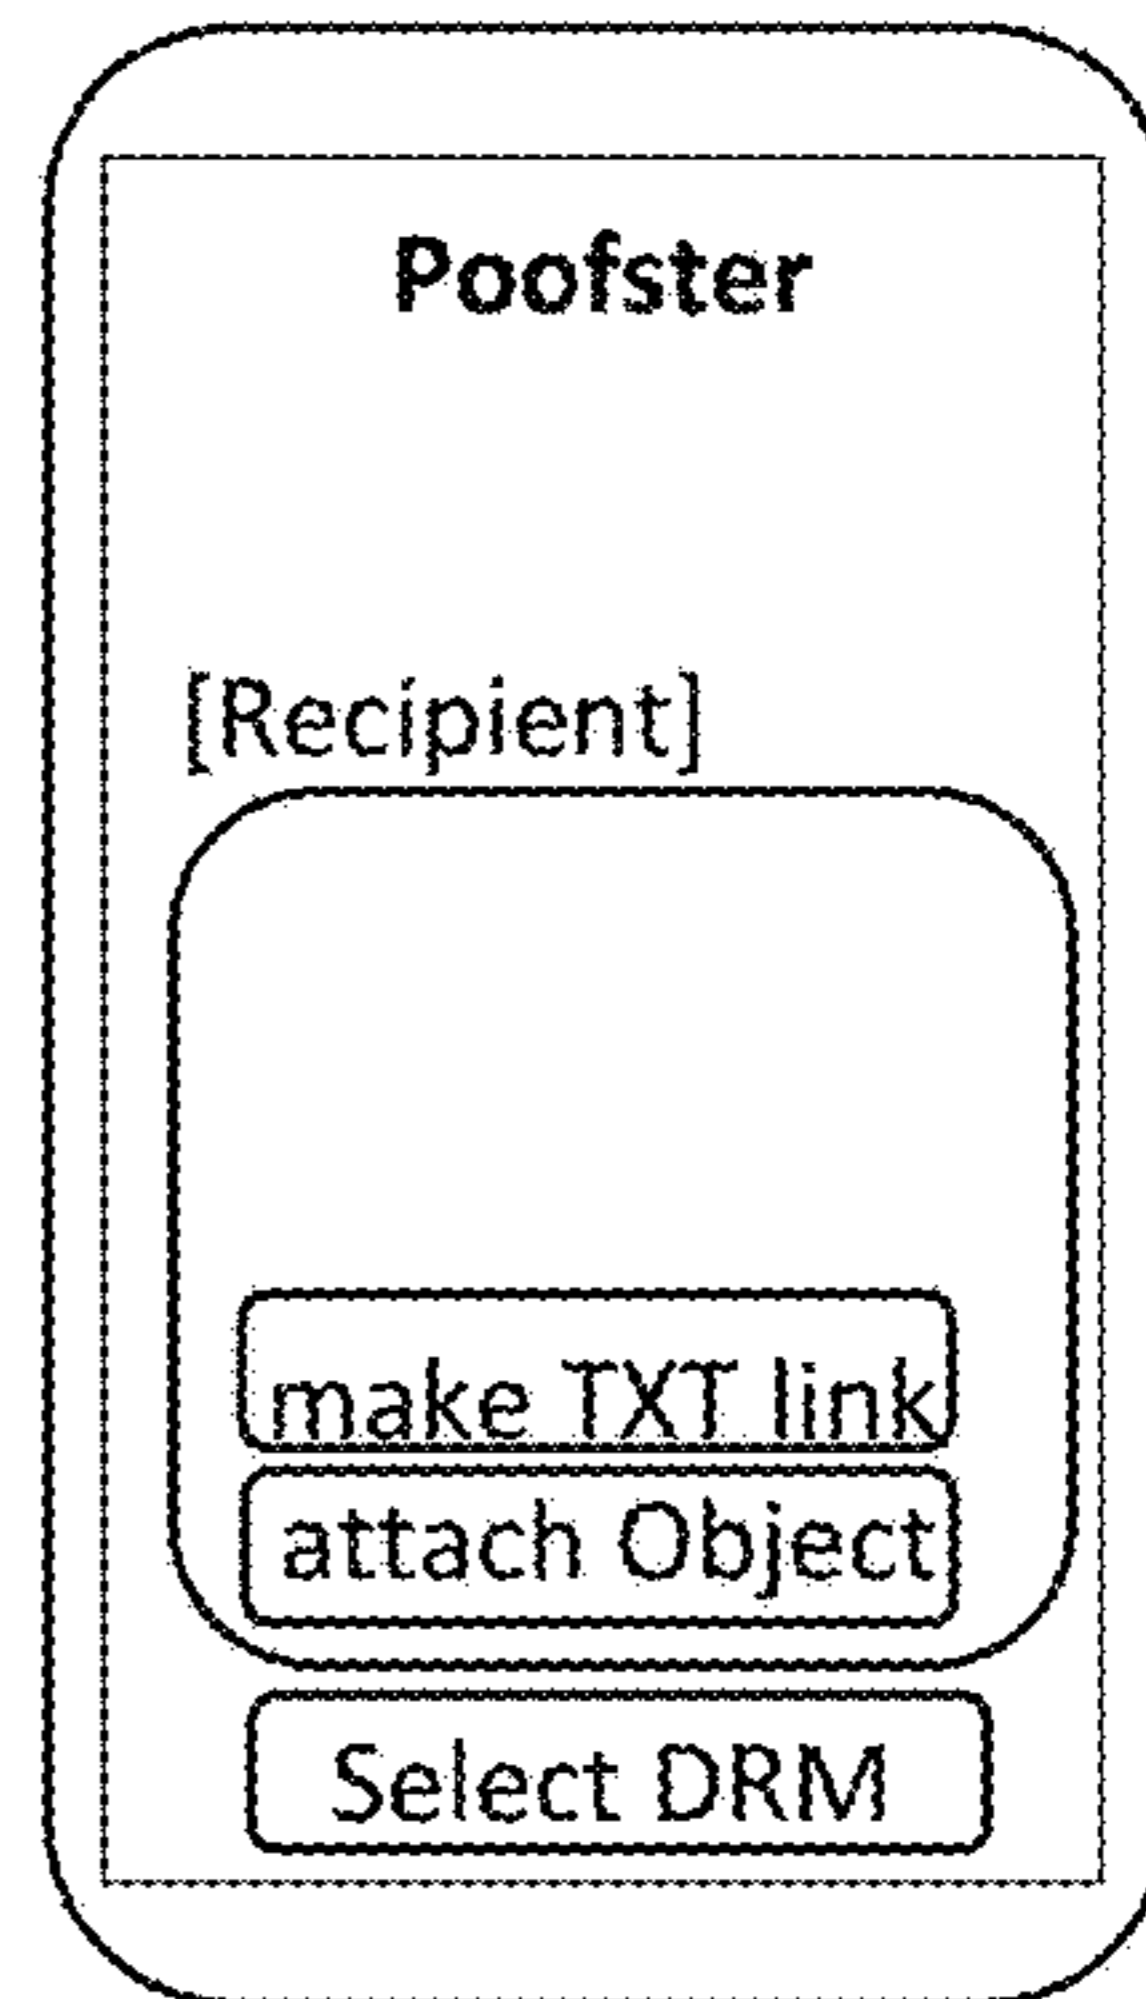 Poofster
[Recipient]
make TXT link
attach Object
Select DRM